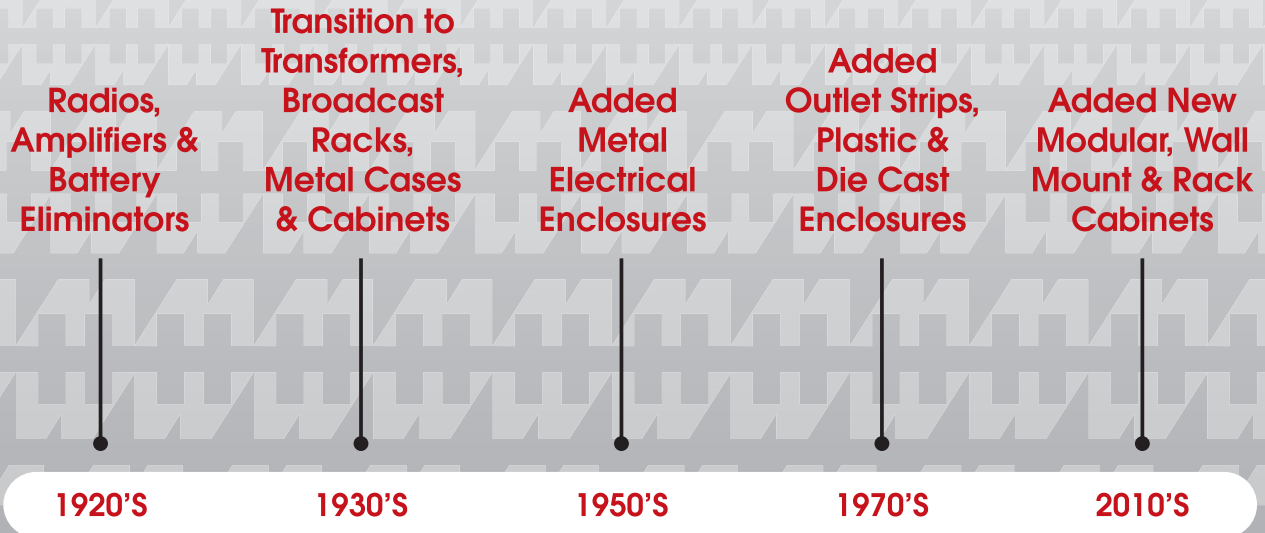 Radios,
Amplifiers &
Battery
Eliminators
Transition to
Transformers,
Broadcast
Racks,
Metal Cases
& Cabinets
Added
Metal
Electrical
Enclosures
Added
Outlet Strips,
Plastic &
Die Cast
Enclosures
Added New
Modular, Wall
Mount & Rack
Cabinets
1920’S
1930’S
1950’S
1970’S
2010’S